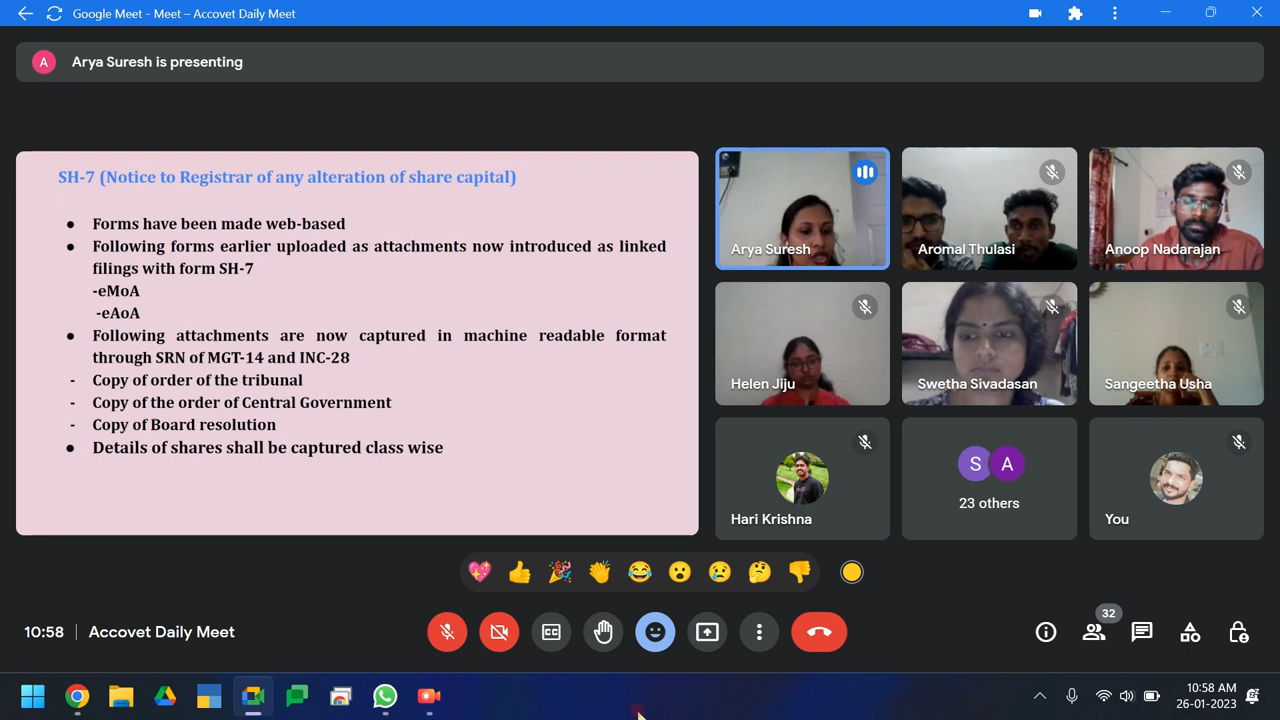 Google Meet - Meet – Accovet Daily Meet
A
Arya Suresh is presenting
SH-7 (Notice to Registrar of any alteration of share capital)
● Forms have been made web-based
● Following forms earlier uploaded as attachments now introduced as linked
filings with form SH-7
-eMoA
-eAoA
● Following attachments are now captured in machine readable format
through SRN of MGT-14 and INC-28
- Copy of order of the tribunal
- Copy of the order of Central Government
- Copy of Board resolution
● Details of shares shall be captured class wise
Arya Suresh
Aromal Thulasi
Anoop Nadarajan
Helen Jiju
Swetha Sivadasan
Sangeetha Usha
Hari Krishna
S A
23 others
You
10:58 | Accovet Daily Meet
CC
32
10:58 AM
26-01-2023